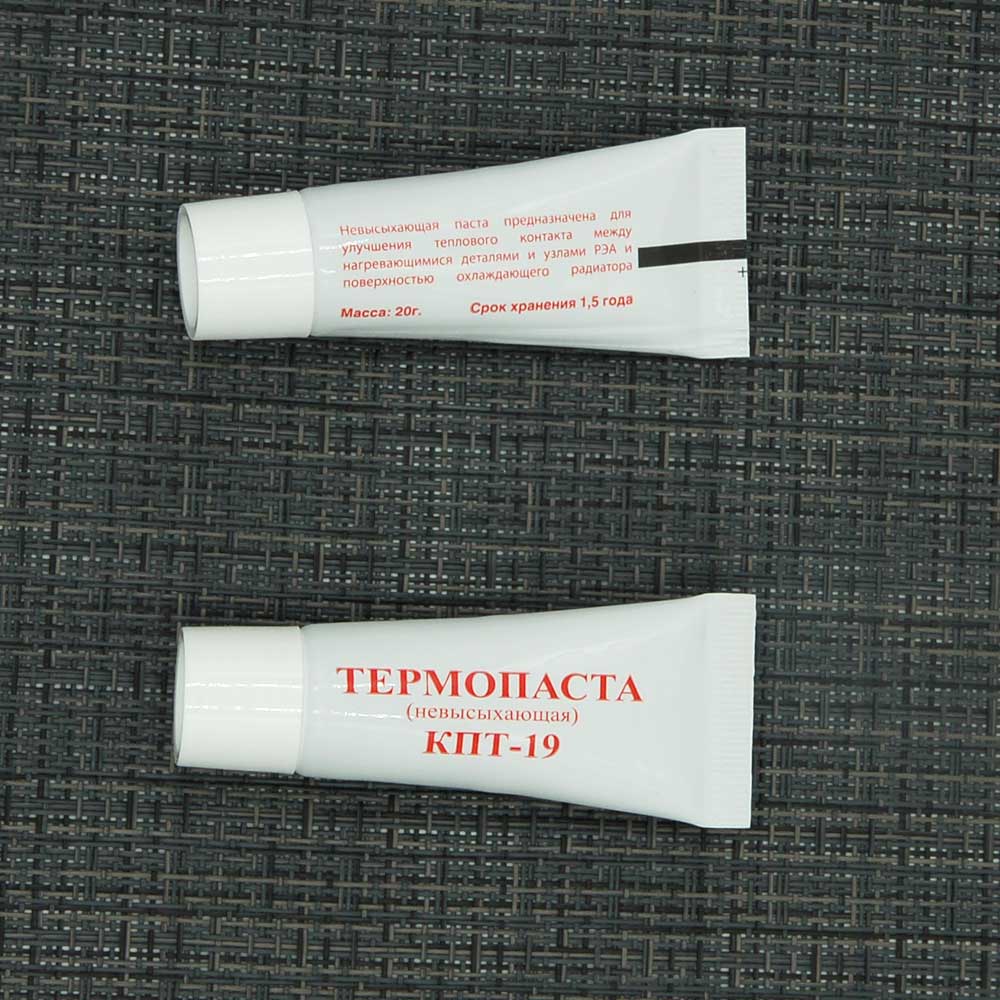 Невысыхающая паста предназначена для
улучшения теплового контакта между
нагревающимися деталями и узлами РЭА и
поверхностью охлаждающего радиатора
Масса: 20г. Срок хранения 1,5 года
ТЕРМОПАСТА
(невысыхающая)
КПТ-19